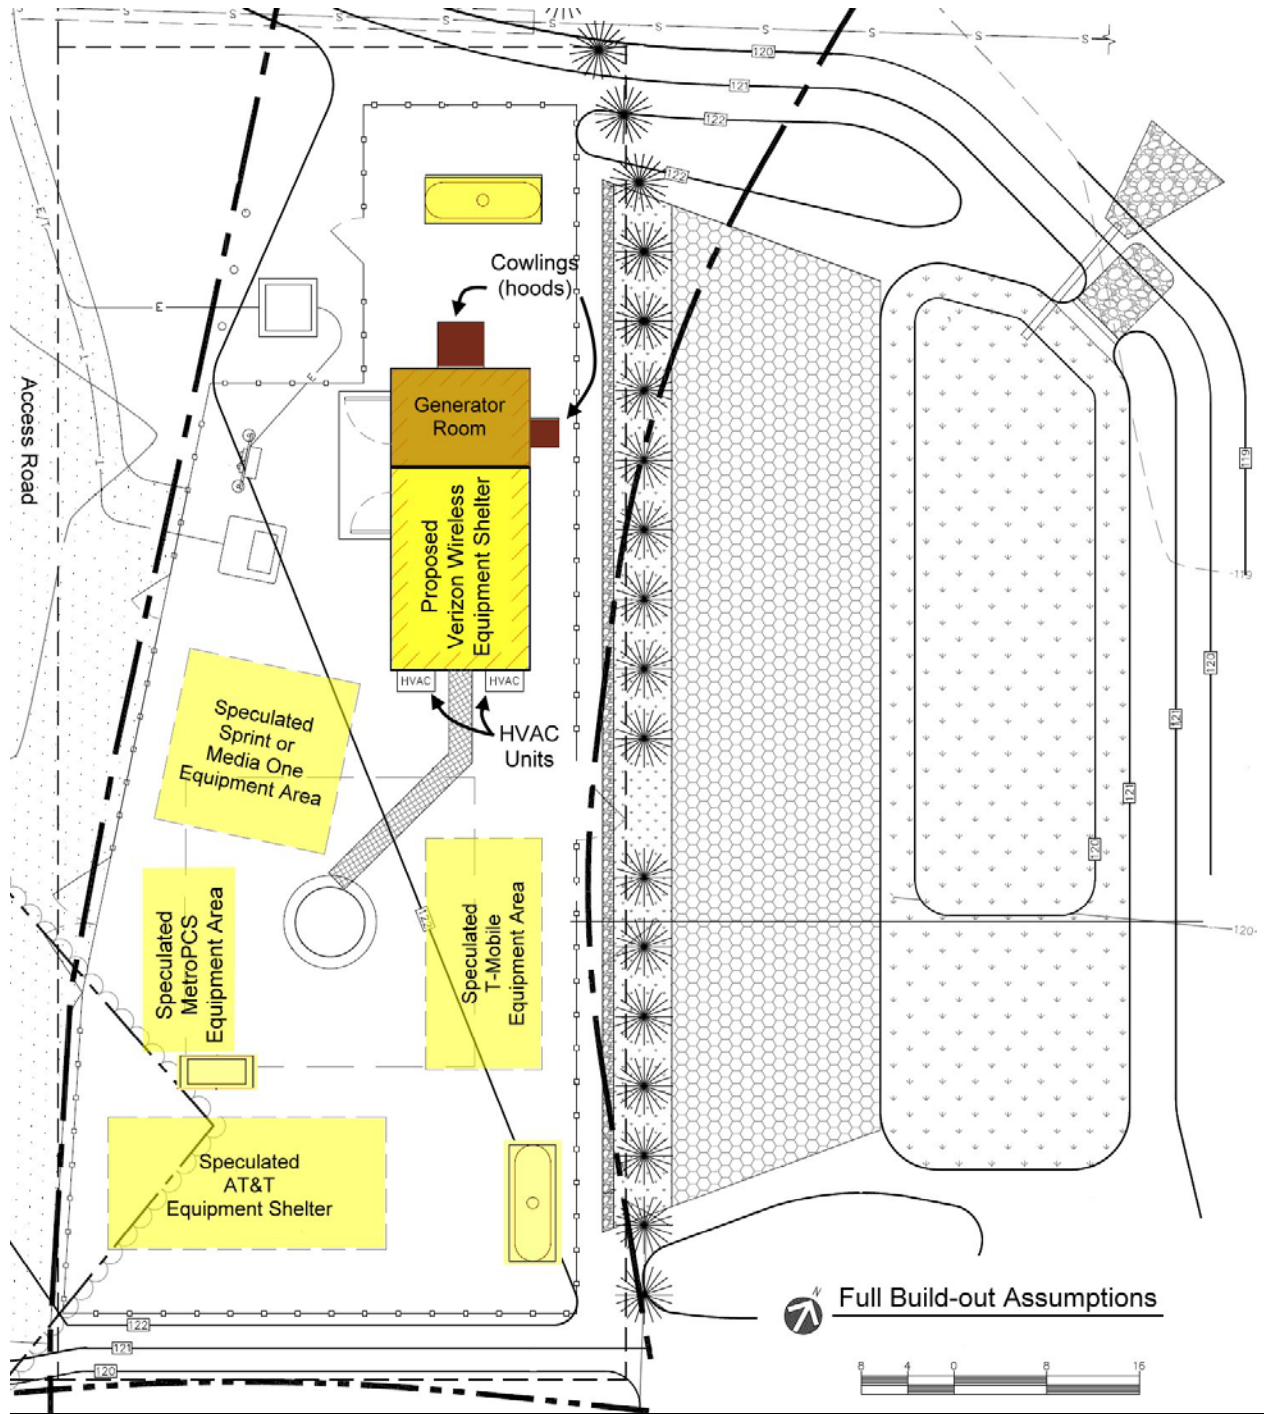 S S S S S S S S S
120
121
122
122
Cowlings
(hoods)
E
E
E
E
T
T
Access Road
Generator
Room
Proposed
Verizon Wireless
Equipment Shelter
HVAC
HVAC
HVAC
Units
Speculated
Sprint or
Media One
Equipment Area
Speculated
MetroPCS
Equipment Area
Speculated
T-Mobile
Equipment Area
Speculated
AT&T
Equipment Shelter
119
119
120
121
121
120
120
122
121
120
N
Full Build-out Assumptions
8 4 0 8 16